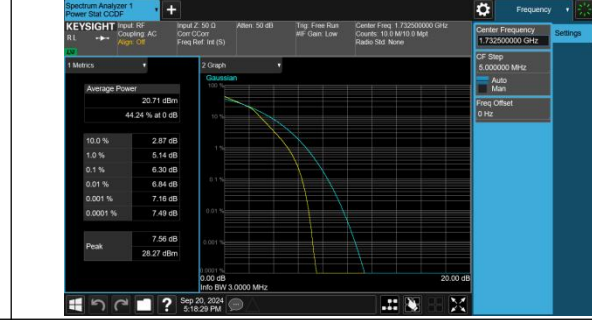 Spectrum Analyzer 1
Power Stat CCDF
Frequency
KEYSIGHT
RL
Input: RF
Coupling: AC
Align: Off
Input Z: 50 Ω
Corr CCorr
Freq Ref: Int (S)
Atten: 50 dB
Trig: Free Run
#IF Gain: Low
Center Freq: 1.732500000 GHz
Counts: 10.0 M/10.0 Mpt
Radio Std: None
Center Frequency
1.732500000 GHz
Settings
CF Step
5.000000 MHz
Auto
Man
Freq Offset
0 Hz
1 Metrics
Average Power
20.71 dBm
44.24 % at 0 dB
10.0 % 2.87 dB
1.0 % 5.14 dB
0.1 % 6.30 dB
0.01 % 6.84 dB
0.001 % 7.16 dB
0.0001 % 7.49 dB
Peak
7.56 dB
28.27 dBm
2 Graph
Gaussian
100 %
10 %
1 %
0.1 %
0.01 %
0.001 %
0.0001 %
0.00 dB
20.00 dB
Info BW 3.0000 MHz
Sep 20, 2024
5:18:29 PM